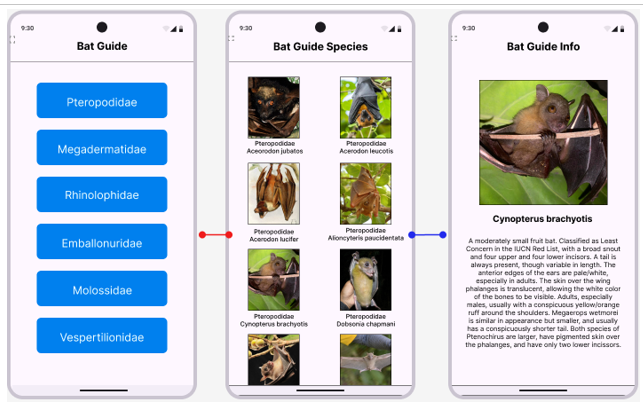 9:30
Bat Guide
Pteropodidae
Megadermatidae
Rhinolophidae
Emballonuridae
Molossidae
Vespertilionidae
9:30
Bat Guide Species
Pteropodidae
Aceorodon jubatos
Pteropodidae
Acerodon leucotis
Pteropodidae
Acerodon lucifer
Pteropodidae
Alioncyteris paucidentata
Pteropodidae
Cynopterus brachyotis
Pteropodidae
Dobsonia chapmani
9:30
Bat Guide Info
Cynopterus brachyotis
A moderately small fruit bat. Classified as Least
Concern in the IUCN Red List, with a broad snout
and four upper and four lower incisors. A tail is
always present, though variable in length. The
anterior edges of the ears are pale/white,
especially in adults. The skin over the wing
phalanges is translucent, allowing the white color
of the bones to be visible. Adults, especially
males, usually with a conspicuous yellow/orange
ruff around the shoulders. Megaerops wetmorei
is similar in appearance but smaller, and usually
has a conspicuously shorter tail. Both species of
Ptenochirus are larger, have pigmented skin over
the phalanges, and have only two lower incisors.